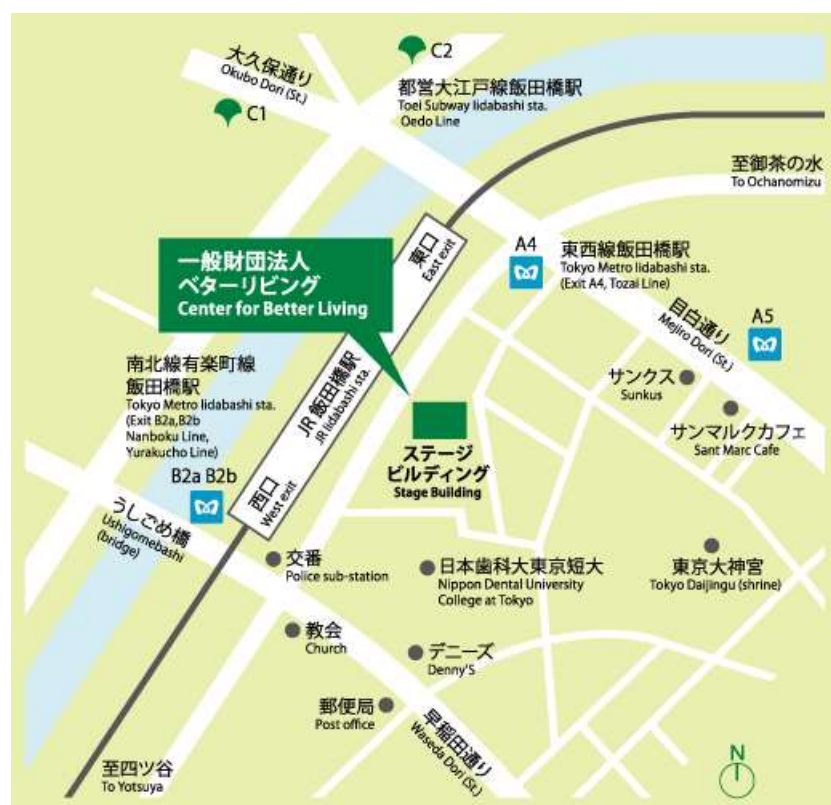 大久保通り
Okubo Dori (St.)
C2
C1
都営大江戸線飯田橋駅
Toei Subway Iidabashi sta.
Oedo Line
至御茶の水
To Ochanomizu
東口
East exit
A4
東西線飯田橋駅
Tokyo Metro Iidabashi sta.
(Exit A4, Tozai Line)
一般財団法人
ベターリビング
Center for Better Living
目白通り
Mejiro Dori (St.)
A5
南北線有楽町線
飯田橋駅
Tokyo Metro Iidabashi sta.
(Exit B2a,B2b
Nanboku Line,
Yurakucho Line)
JR 飯田橋駅
JR Iidabashi sta.
サンクス
Sunkus
サンマルクカフェ
Sant Marc Cafe
ステージ
ビルディング
Stage Building
B2a B2b
西口
West exit
うしごめ橋
Ushigomebashi
(bridge)
交番
Police sub-station
日本歯科大東京短大
Nippon Dental University
College at Tokyo
東京大神宮
Tokyo Daijingu (shrine)
教会
Church
デニーズ
Denny'S
郵便局
Post office
早稲田通り
Waseda Dori (St.)
至四ツ谷
To Yotsuya
N